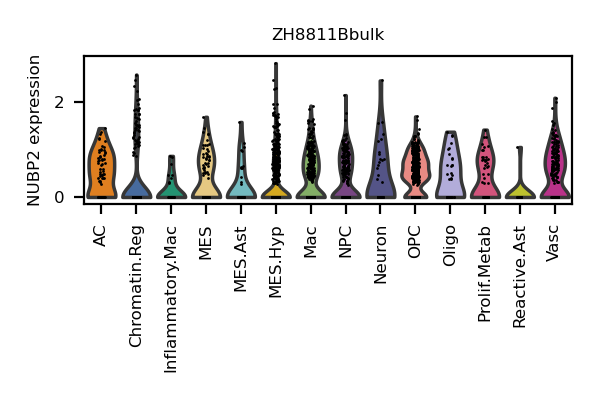 ZH8811Bbulk
NUBP2 expression
2
0
AC
Chromatin.Reg
Inflammatory.Mac
MES
MES.Ast
MES.Hyp
Mac
NPC
Neuron
OPC
Oligo
Prolif.Metab
Reactive.Ast
Vasc